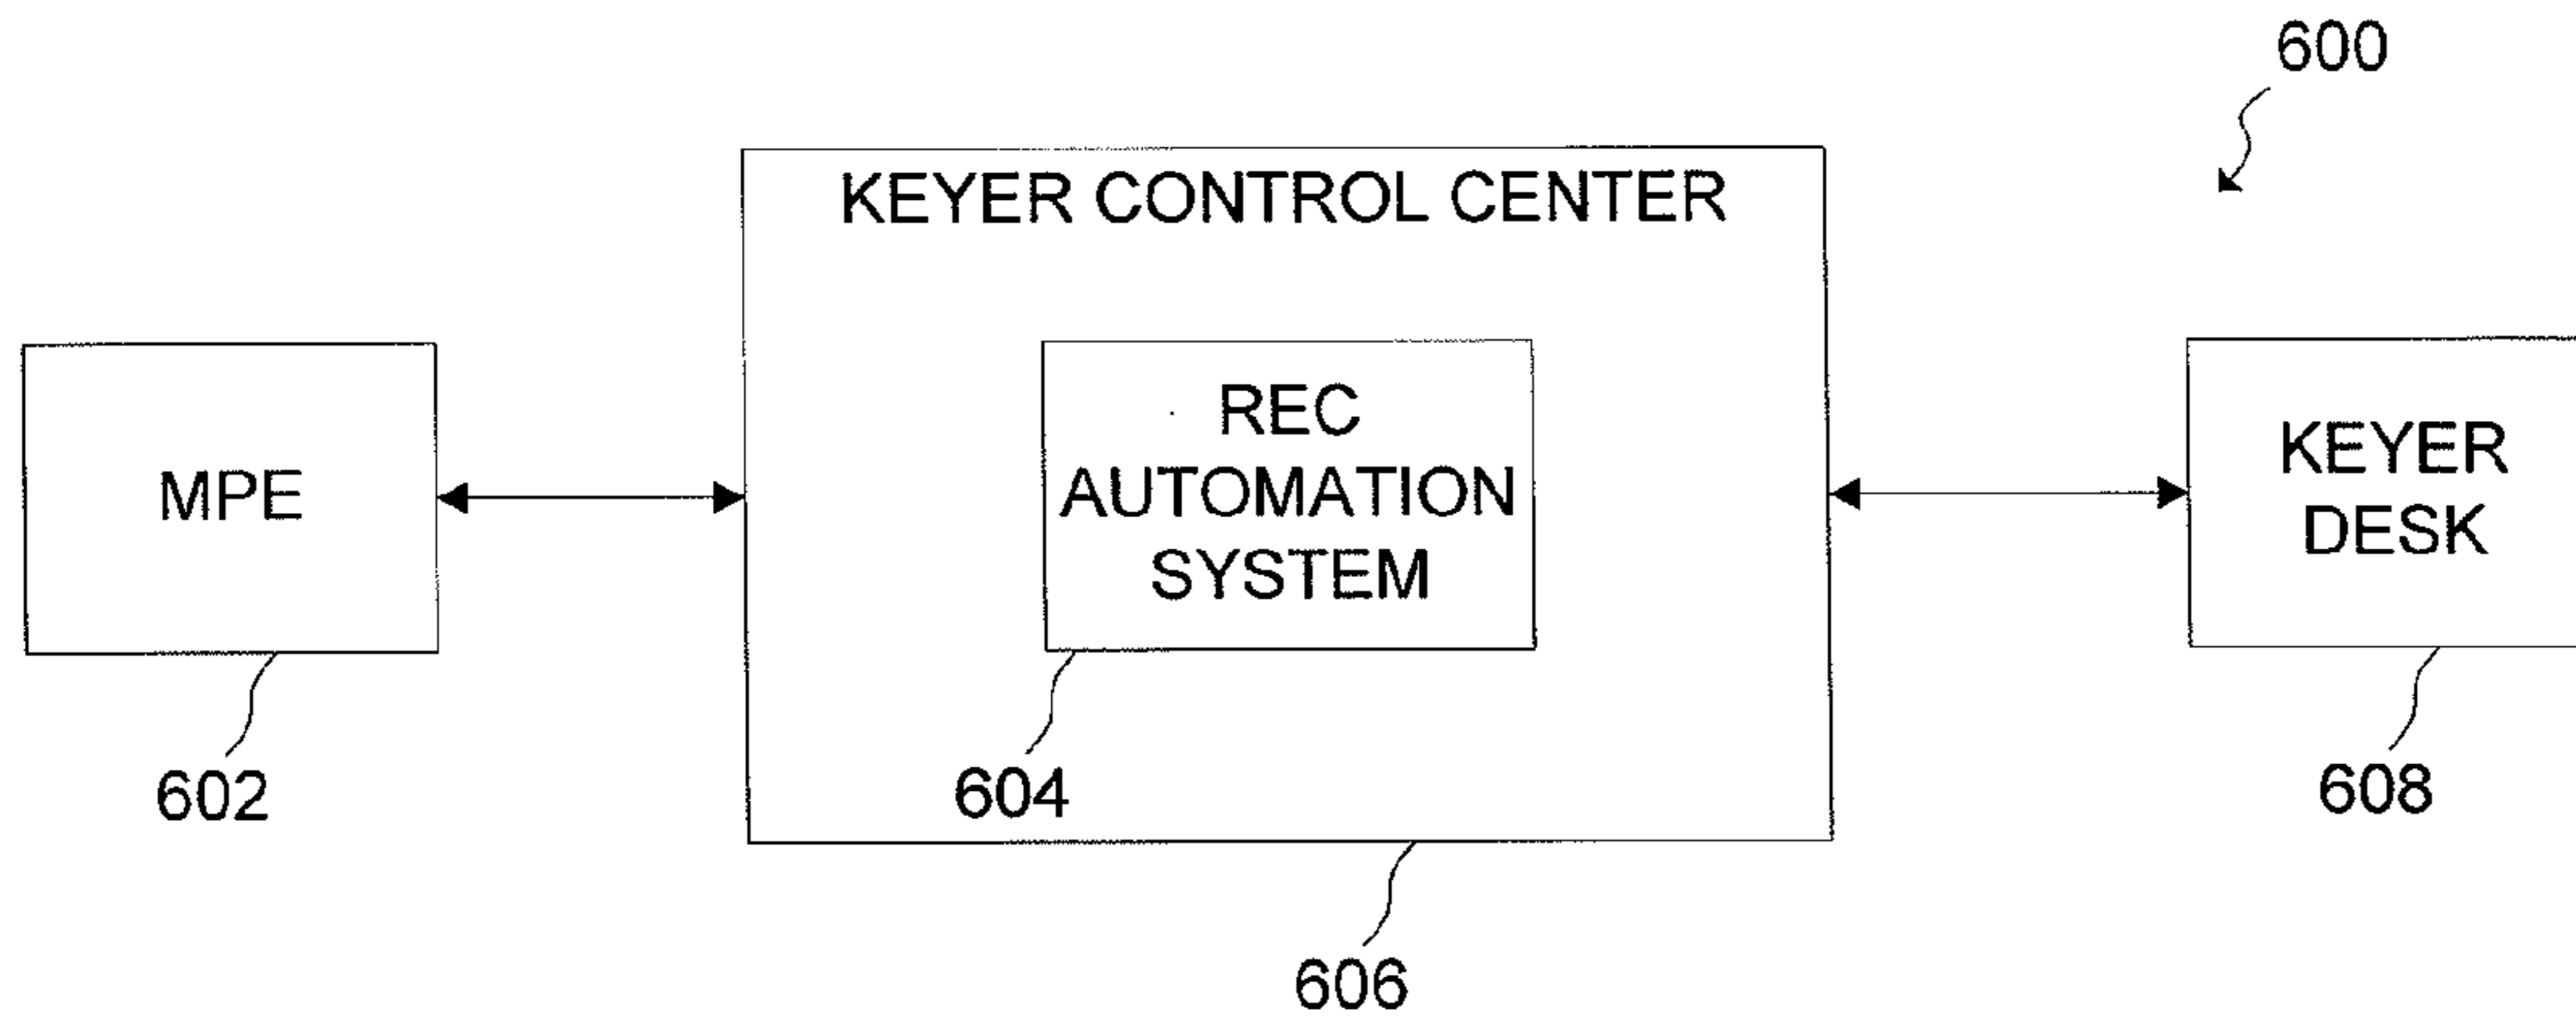 600
KEYER CONTROL CENTER
REC
AUTOMATION
SYSTEM
MPE
KEYER
DESK
602
604
608
606